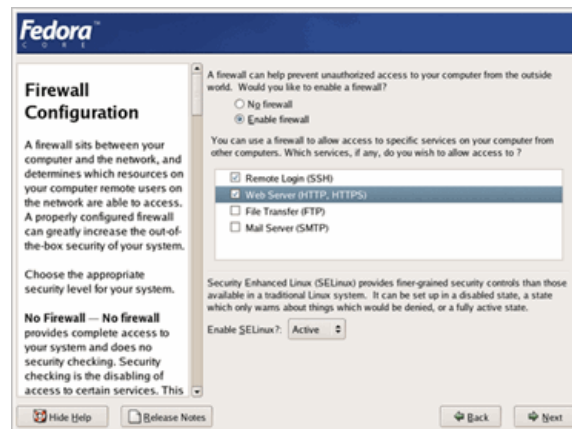 Fedora™
CORE
Firewall
Configuration
A firewall sits between your
computer and the network, and
determines which resources on
your computer remote users on
the network are able to access.
A properly configured firewall
can greatly increase the out-of-
the-box security of your system.
Choose the appropriate
security level for your system.
No Firewall — No firewall
provides complete access to
your system and does no
security checking. Security
checking is the disabling of
access to certain services. This
A firewall can help prevent unauthorized access to your computer from the outside
world. Would you like to enable a firewall?
No firewall
Enable firewall
You can use a firewall to allow access to specific services on your computer from
other computers. Which services, if any, do you wish to allow access to ?
Remote Login (SSH)
Web Server (HTTP, HTTPS)
File Transfer (FTP)
Mail Server (SMTP)
Security Enhanced Linux (SELinux) provides finer-grained security controls than those
available in a traditional Linux system. It can be set up in a disabled state, a state
which only warns about things which would be denied, or a fully active state.
Enable SELinux?: Active
Hide Help
Release Notes
Back
Next